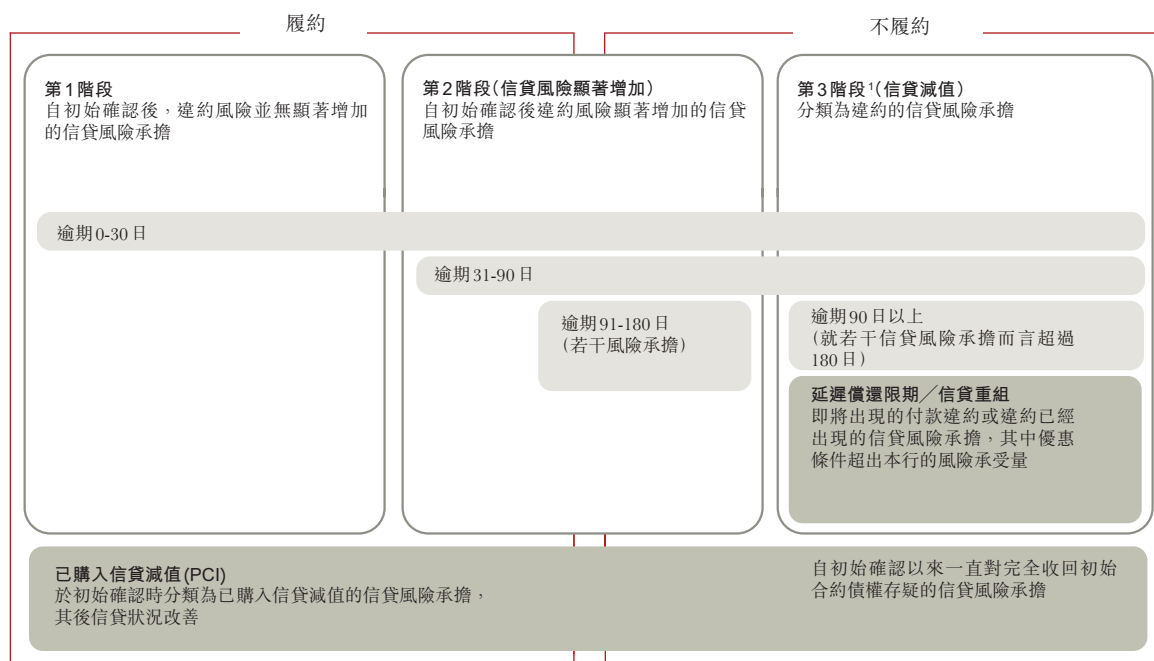 履約
不履約
第1階段
自初始確認後，違約風險並無顯著增加
的信貸風險承擔
第2階段（信貸風險顯著增加）
自初始確認後違約風險顯著增加的信貸
風險承擔
第3階段¹（信貸減值）
分類為違約的信貸風險承擔
逾期0-30日
逾期31-90日
逾期91-180日
（若干風險承擔）
逾期90日以上
（就若干信貸風險承擔而言超過
180日）
延遲償還限期／信貸重組
即將出現的付款違約或違約已經
出現的信貸風險承擔，其中優惠
條件超出本行的風險承受量
已購入信貸減值(PCI)
於初始確認時分類為已購入信貸減值的信貸風險承擔，
其後信貸狀況改善
自初始確認以來一直對完全收回初始
合約債權存疑的信貸風險承擔